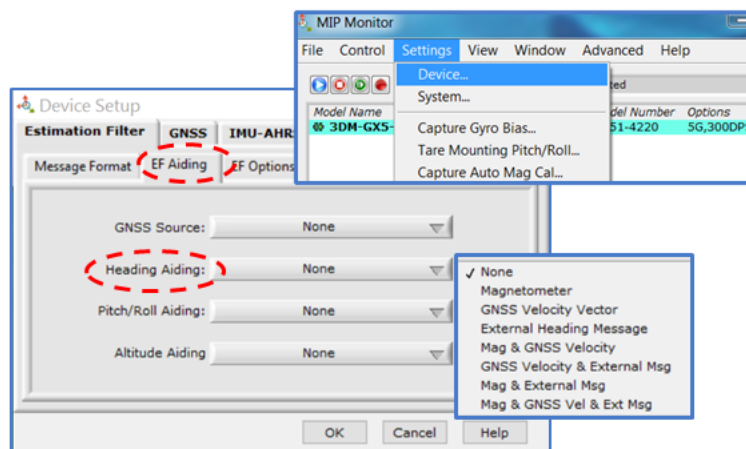 MIP Monitor
File Control Settings View Window Advanced Help
Device...
System...
Capture Gyro Bias...
Tare Mounting Pitch/Roll...
Capture Auto Mag Cal...
Model Name
3DM-GX5-
Number Options
51-4220 5G,300DP
Device Setup
Estimation Filter GNSS IMU-AHR
Message Format EF Aiding EF Options
GNSS Source: None
Heading Aiding: None
Pitch/Roll Aiding: None
Altitude Aiding None
OK Cancel Help
✓ None
Magnetometer
GNSS Velocity Vector
External Heading Message
Mag & GNSS Velocity
GNSS Velocity & External Msg
Mag & External Msg
Mag & GNSS Vel & Ext Msg